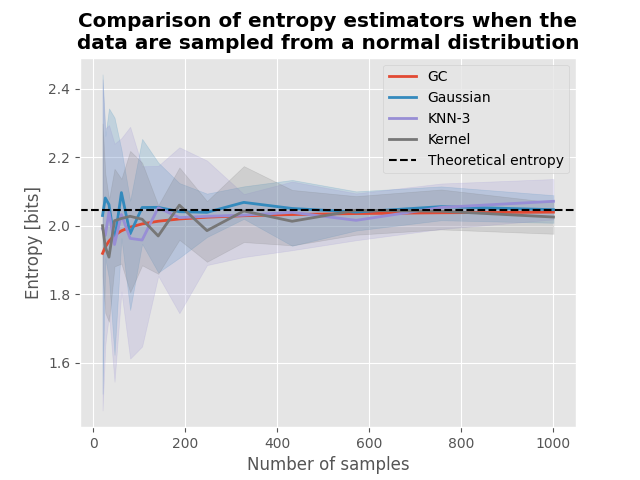 Comparison of entropy estimators when the
data are sampled from a normal distribution
GC
Gaussian
KNN-3
Kernel
Theoretical entropy
Entropy [bits]
2.4
2.2
2.0
1.8
1.6
0 200 400 600 800 1000
Number of samples